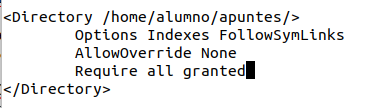 <Directory /home/alumno/apuntes/>
Options Indexes FollowSymLinks
AllowOverride None
Require all granted
</Directory>